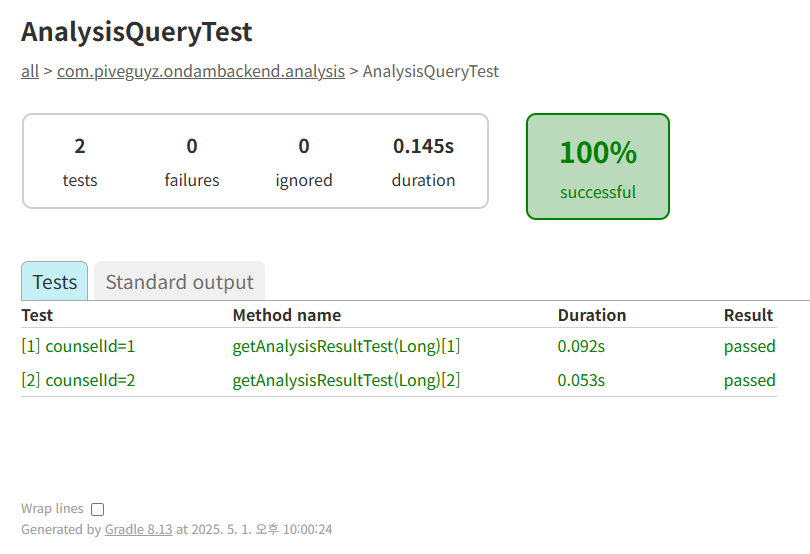 AnalysisQueryTest
all > com.piveguyz.ondambackend.analysis > AnalysisQueryTest
2 0 0 0.145s
tests failures ignored duration
100%
successful
Tests Standard output
Test Method name Duration Result
[1] counselId=1 getAnalysisResultTest(Long)[1] 0.092s passed
[2] counselId=2 getAnalysisResultTest(Long)[2] 0.053s passed
Wrap lines
Generated by Gradle 8.13 at 2025. 5. 1. 오후 10:00:24